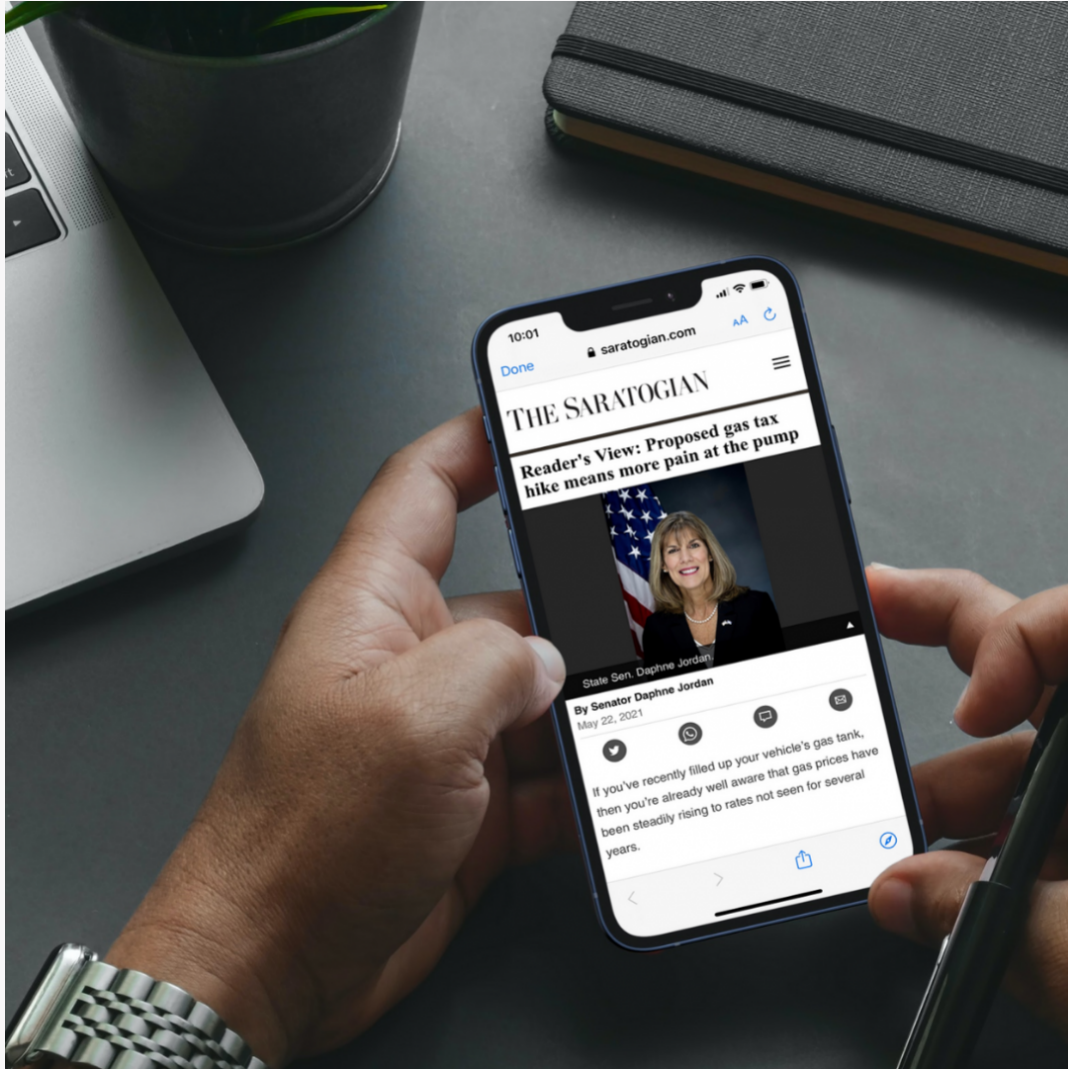 10:01
Done
saratogian.com
AA
THE SARATOGIAN
Reader's View: Proposed gas tax
hike means more pain at the pump
State Sen. Daphne Jordan.
By Senator Daphne Jordan
May 22, 2021
If you've recently filled up your vehicle's gas tank,
then you're already well aware that gas prices have
been steadily rising to rates not seen for several
years.